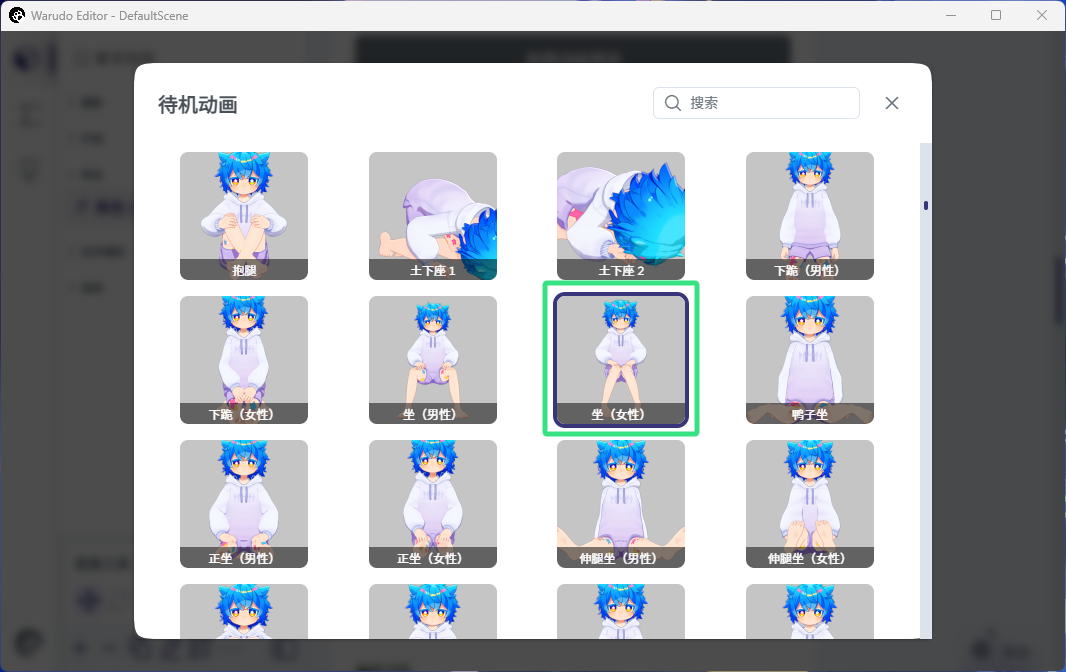 Warudo Editor - DefaultScene
待机动画
搜索
抱腿
土下座 1
土下座 2
下跪（男性）
下跪（女性）
坐（男性）
坐（女性）
鸭子坐
正坐（男性）
正坐（女性）
伸腿坐（男性）
伸腿坐（女性）